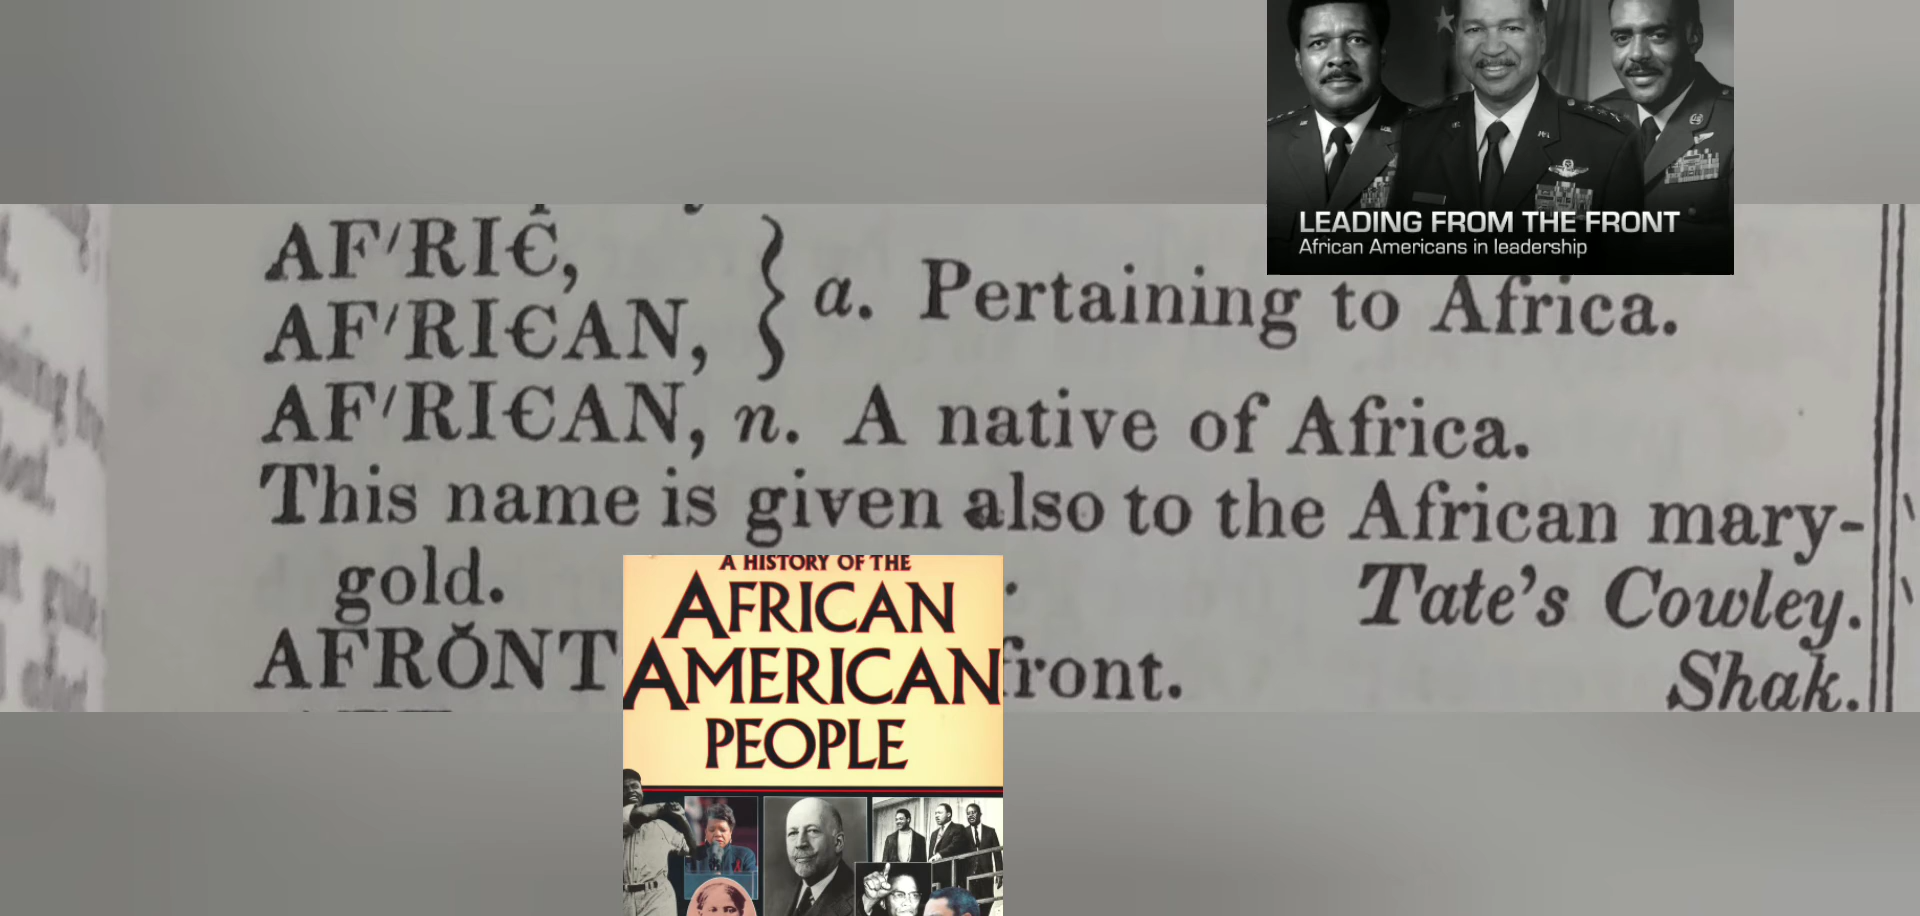 LEADING FROM THE FRONT
African Americans in leadership
AF'RIC,
AF'RICAN,
} a. Pertaining to Africa.
AF'RICAN, n. A native of Africa.
This name is given also to the African mary-
gold. Tate's Cowley.
AFRŎNT front. Shak.
A HISTORY OF THE
AFRICAN
AMERICAN
PEOPLE